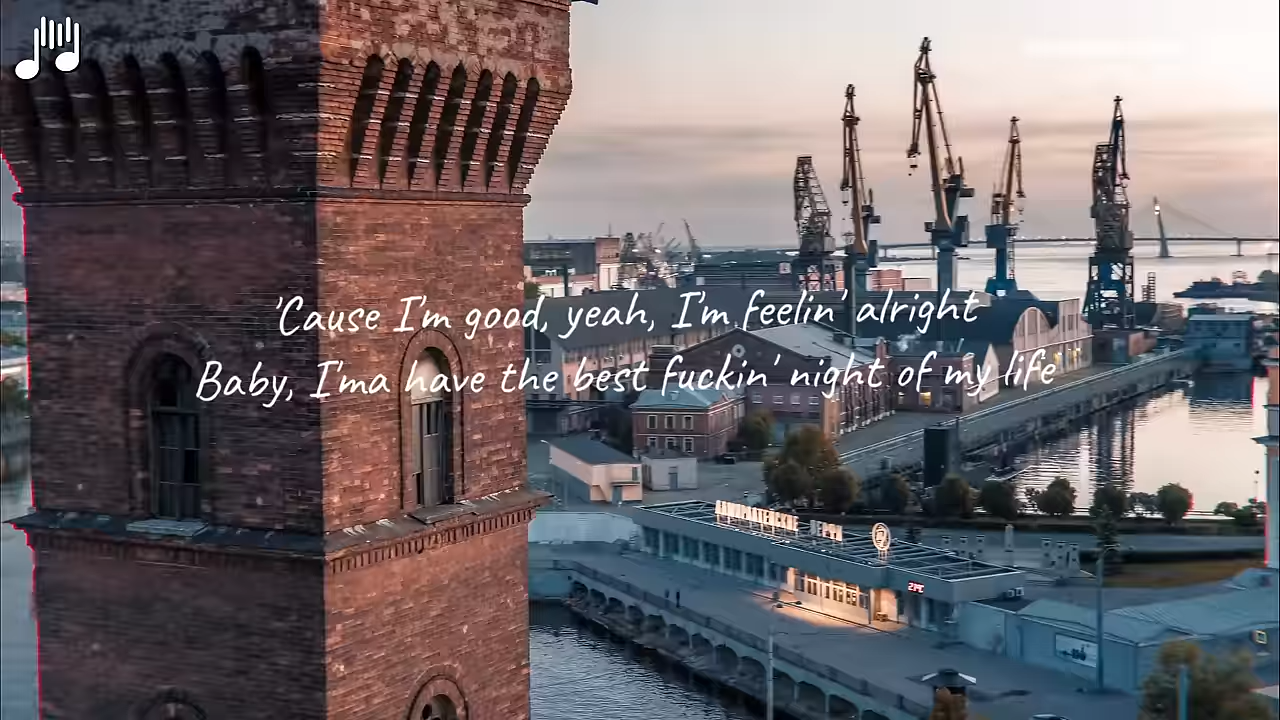 'Cause I'm good, yeah, I'm feelin' alright
Baby, I'ma have the best fuckin' night of my life